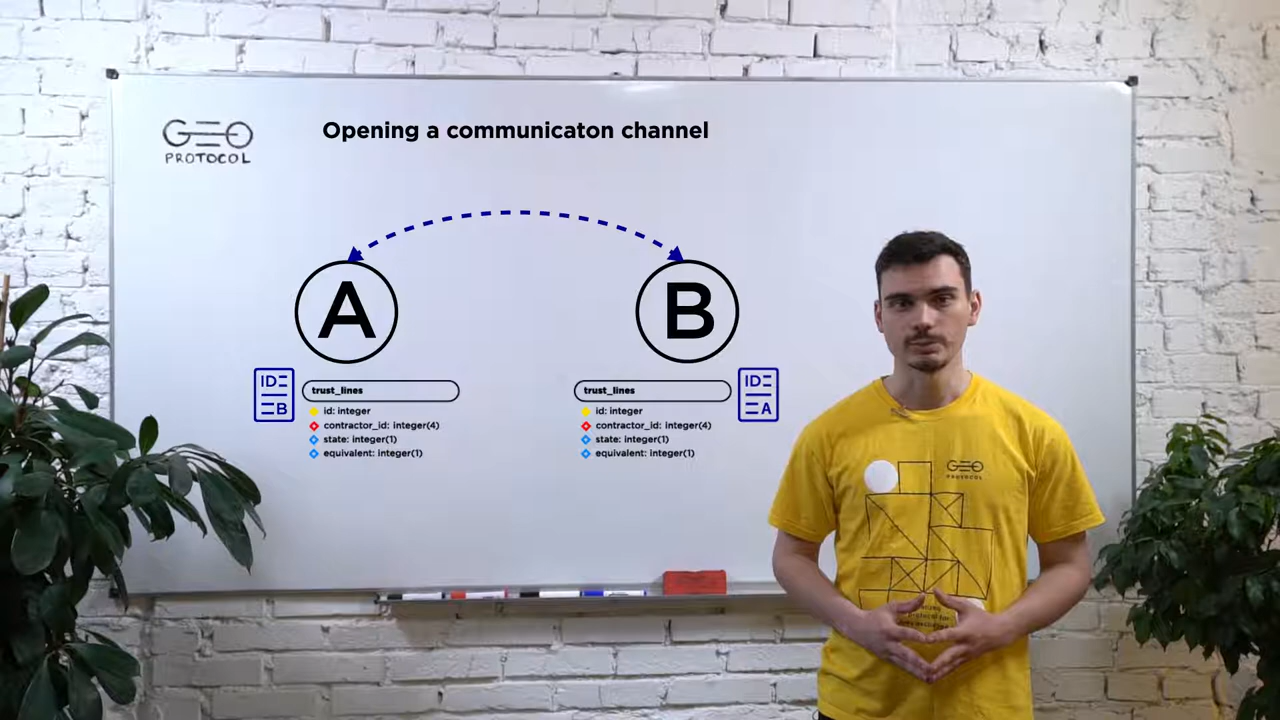 GEO
PROTOCOL
Opening a communicaton channel
A
B
ID
B
trust_lines
id: integer
contractor_id: integer(4)
state: integer(1)
equivalent: integer(1)
trust_lines
id: integer
contractor_id: integer(4)
state: integer(1)
equivalent: integer(1)
ID
A
GEO
PROTOCOL